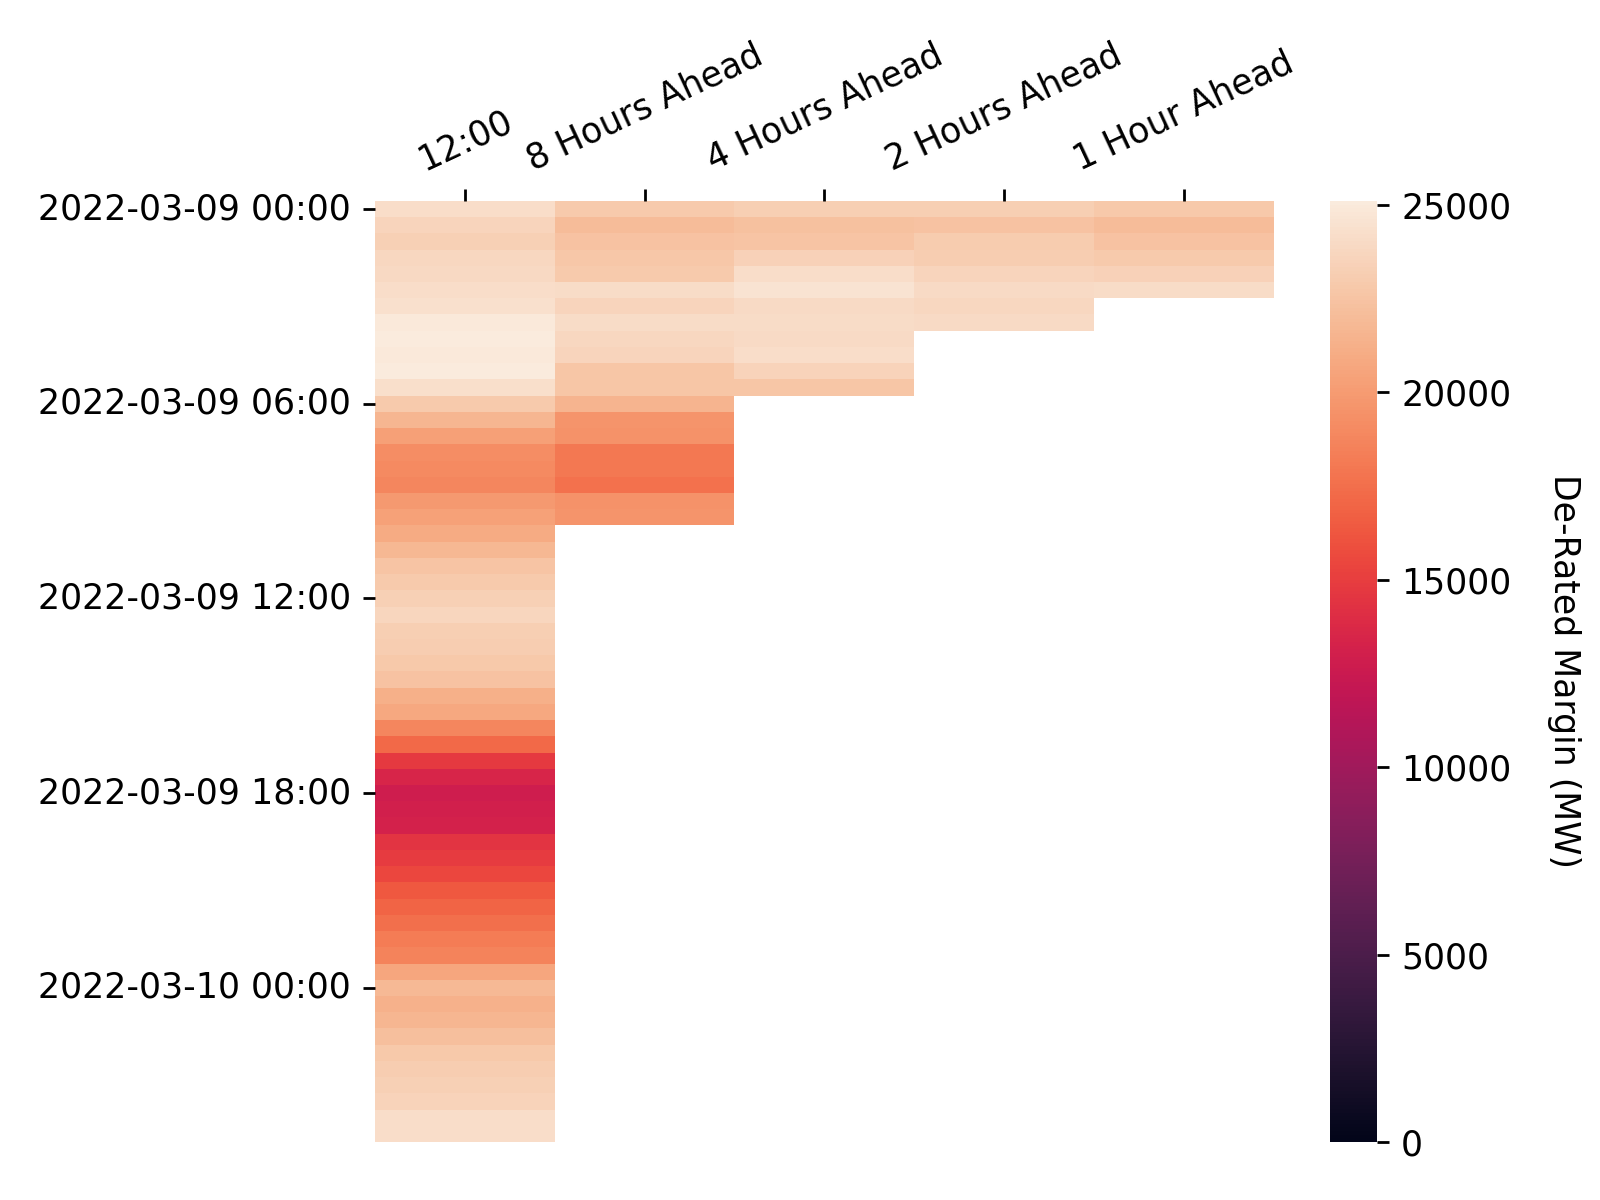 12:00
8 Hours Ahead
4 Hours Ahead
2 Hours Ahead
1 Hour Ahead
2022-03-09 00:00
2022-03-09 06:00
2022-03-09 12:00
2022-03-09 18:00
2022-03-10 00:00
25000
20000
15000
10000
5000
0
De-Rated Margin (MW)